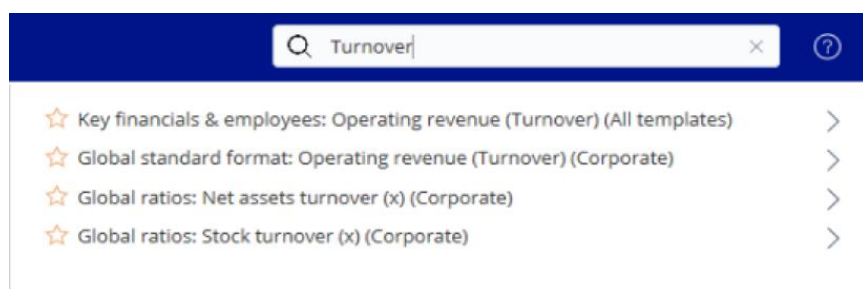 Turnover
Key financials & employees: Operating revenue (Turnover) (All templates)
Global standard format: Operating revenue (Turnover) (Corporate)
Global ratios: Net assets turnover (x) (Corporate)
Global ratios: Stock turnover (x) (Corporate)